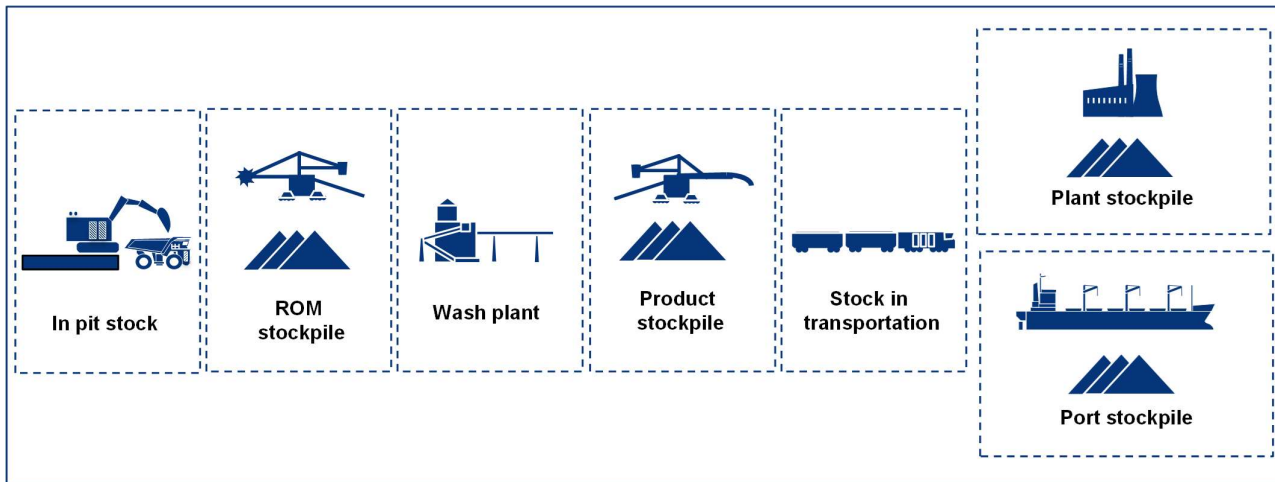 In pit stock
ROM
stockpile
Wash plant
Product
stockpile
Stock in
transportation
Plant stockpile
Port stockpile